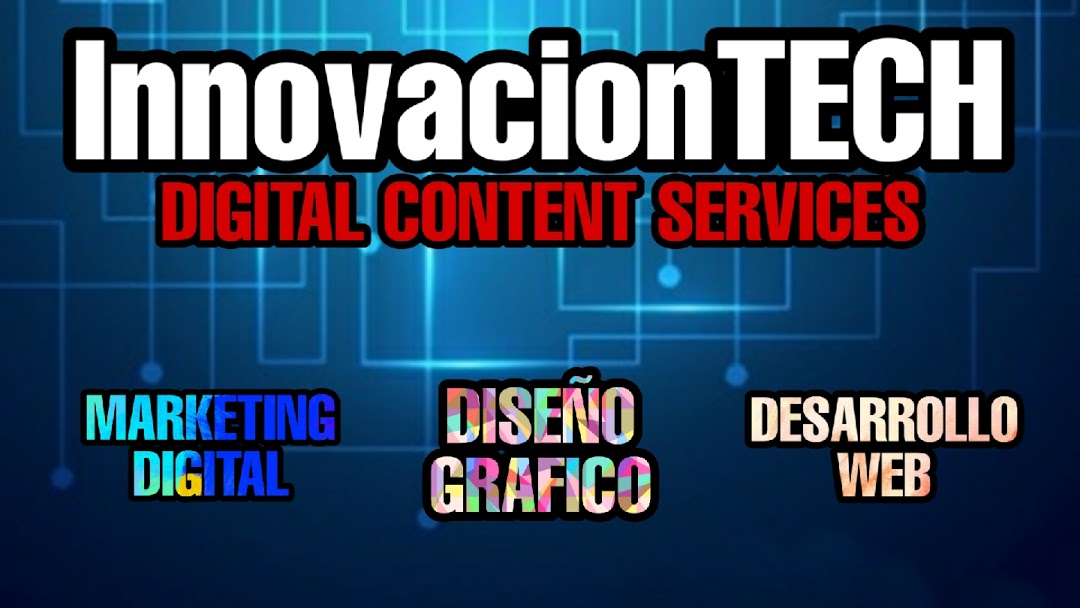 InnovacionTECH
DIGITAL CONTENT SERVICES
MARKETING
DIGITAL
DISEÑO
GRAFICO
DESARROLLO
WEB